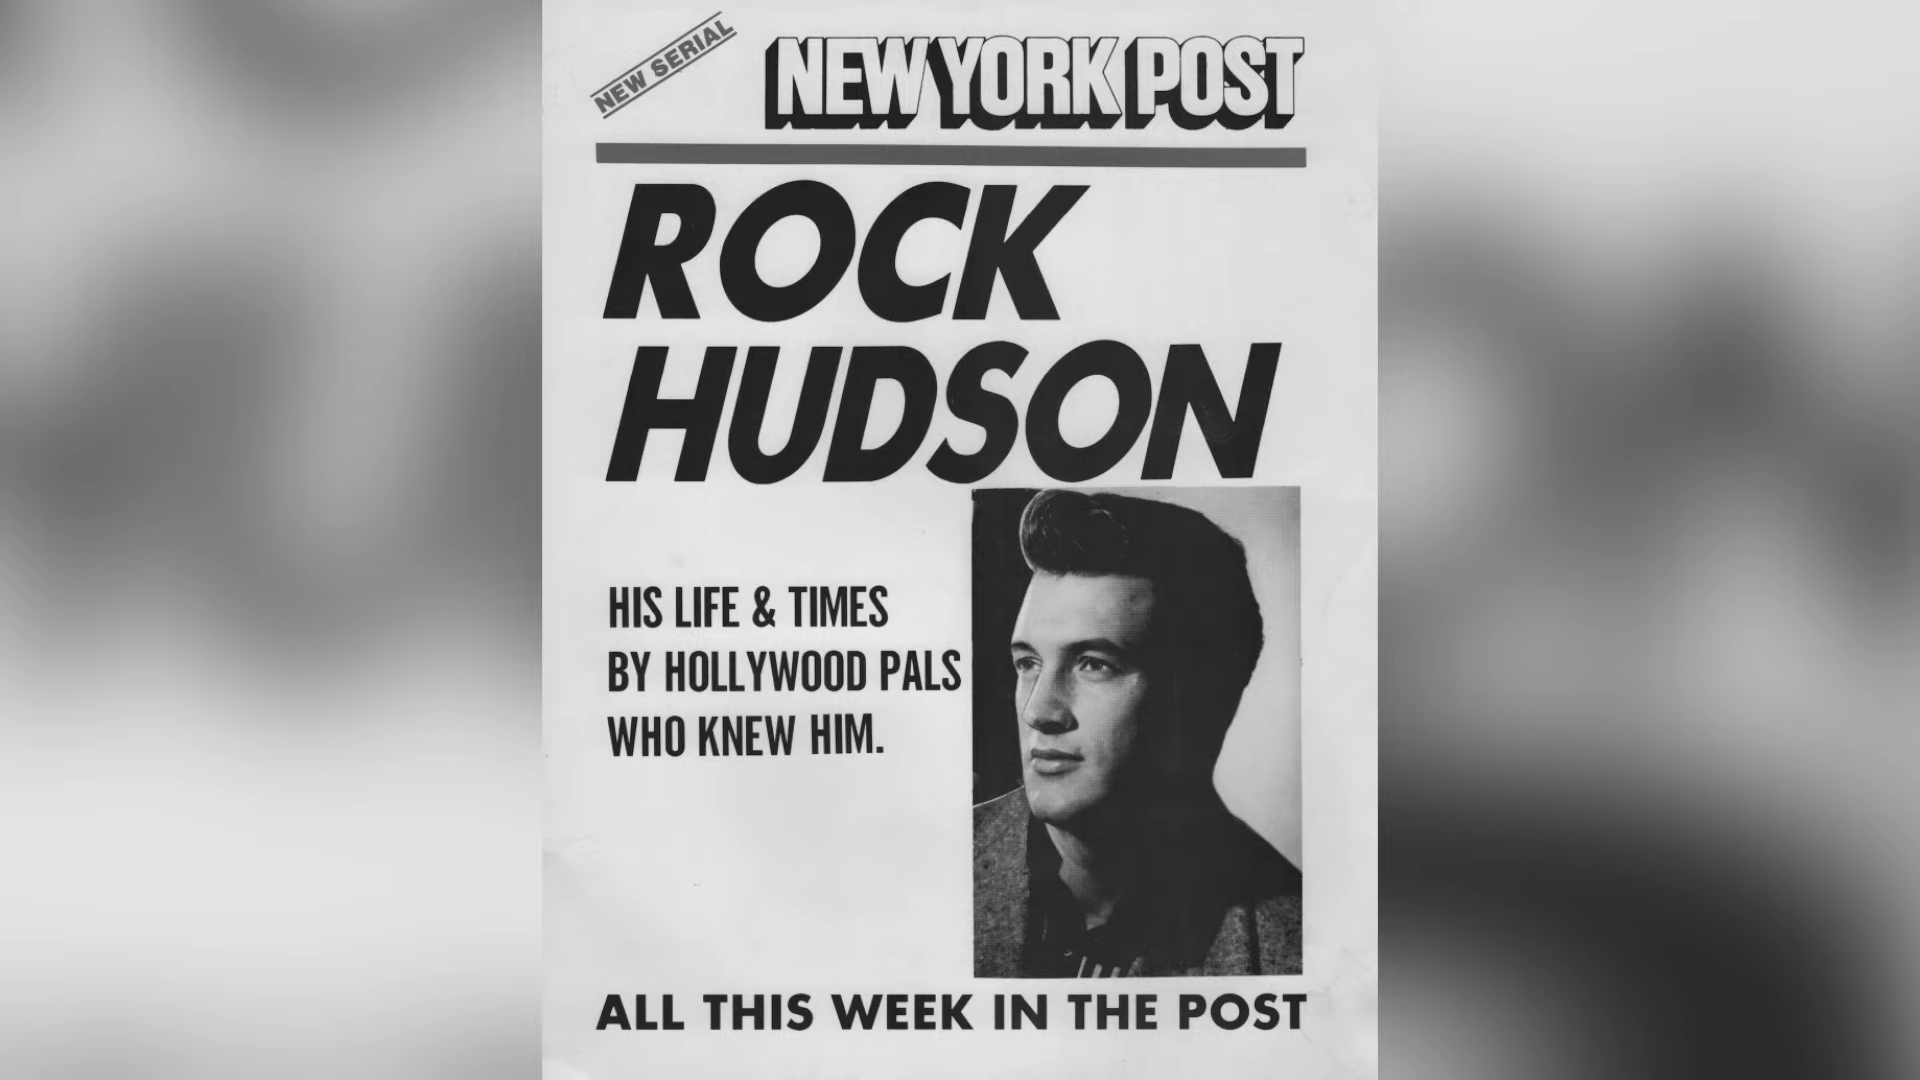 NEW SERIAL
NEW YORK POST
ROCK
HUDSON
HIS LIFE & TIMES
BY HOLLYWOOD PALS
WHO KNEW HIM.
ALL THIS WEEK IN THE POST